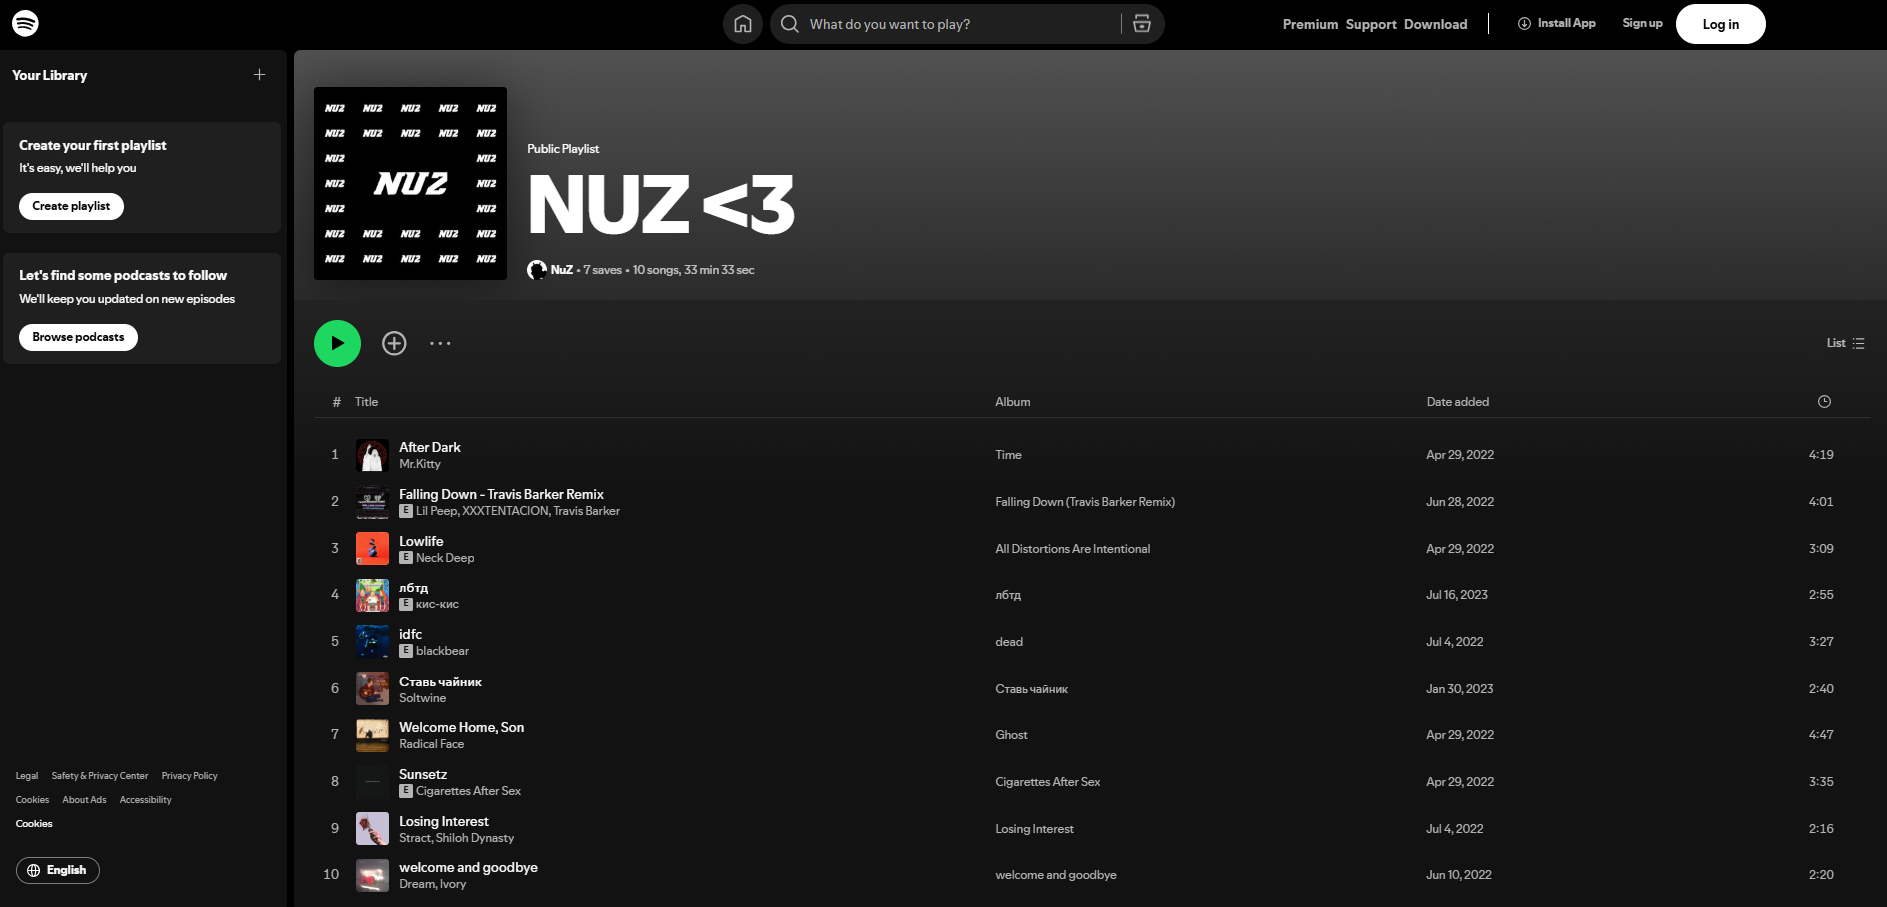 What do you want to play?
Premium Support Download
Install App
Sign up
Log in
Your Library
Create your first playlist
It's easy, we'll help you
Create playlist
Let's find some podcasts to follow
We'll keep you updated on new episodes
Browse podcasts
Legal Safety & Privacy Center Privacy Policy
Cookies About Ads Accessibility
Cookies
English
NUZ NUZ NUZ NUZ NUZ
NUZ NUZ NUZ NUZ NUZ
NUZ NUZ
NUZ NUZ NUZ
NUZ NUZ
NUZ NUZ NUZ NUZ NUZ
NUZ NUZ NUZ NUZ NUZ
Public Playlist
NUZ <3
NuZ • 7 saves • 10 songs, 33 min 33 sec
List
# Title Album Date added
1 After Dark Time Apr 29, 2022 4:19
Mr.Kitty
2 Falling Down - Travis Barker Remix Falling Down (Travis Barker Remix) Jun 28, 2022 4:01
E Lil Peep, XXXTENTACION, Travis Barker
3 Lowlife All Distortions Are Intentional Apr 29, 2022 3:09
E Neck Deep
4 лбтд лбтд Jul 16, 2023 2:55
E кис-кис
5 idfc dead Jul 4, 2022 3:27
E blackbear
6 Ставь чайник Ставь чайник Jan 30, 2023 2:40
Soltwine
7 Welcome Home, Son Ghost Apr 29, 2022 4:47
Radical Face
8 Sunsetz Cigarettes After Sex Apr 29, 2022 3:35
E Cigarettes After Sex
9 Losing Interest Losing Interest Jul 4, 2022 2:16
Stract, Shiloh Dynasty
10 welcome and goodbye welcome and goodbye Jun 10, 2022 2:20
Dream, Ivory